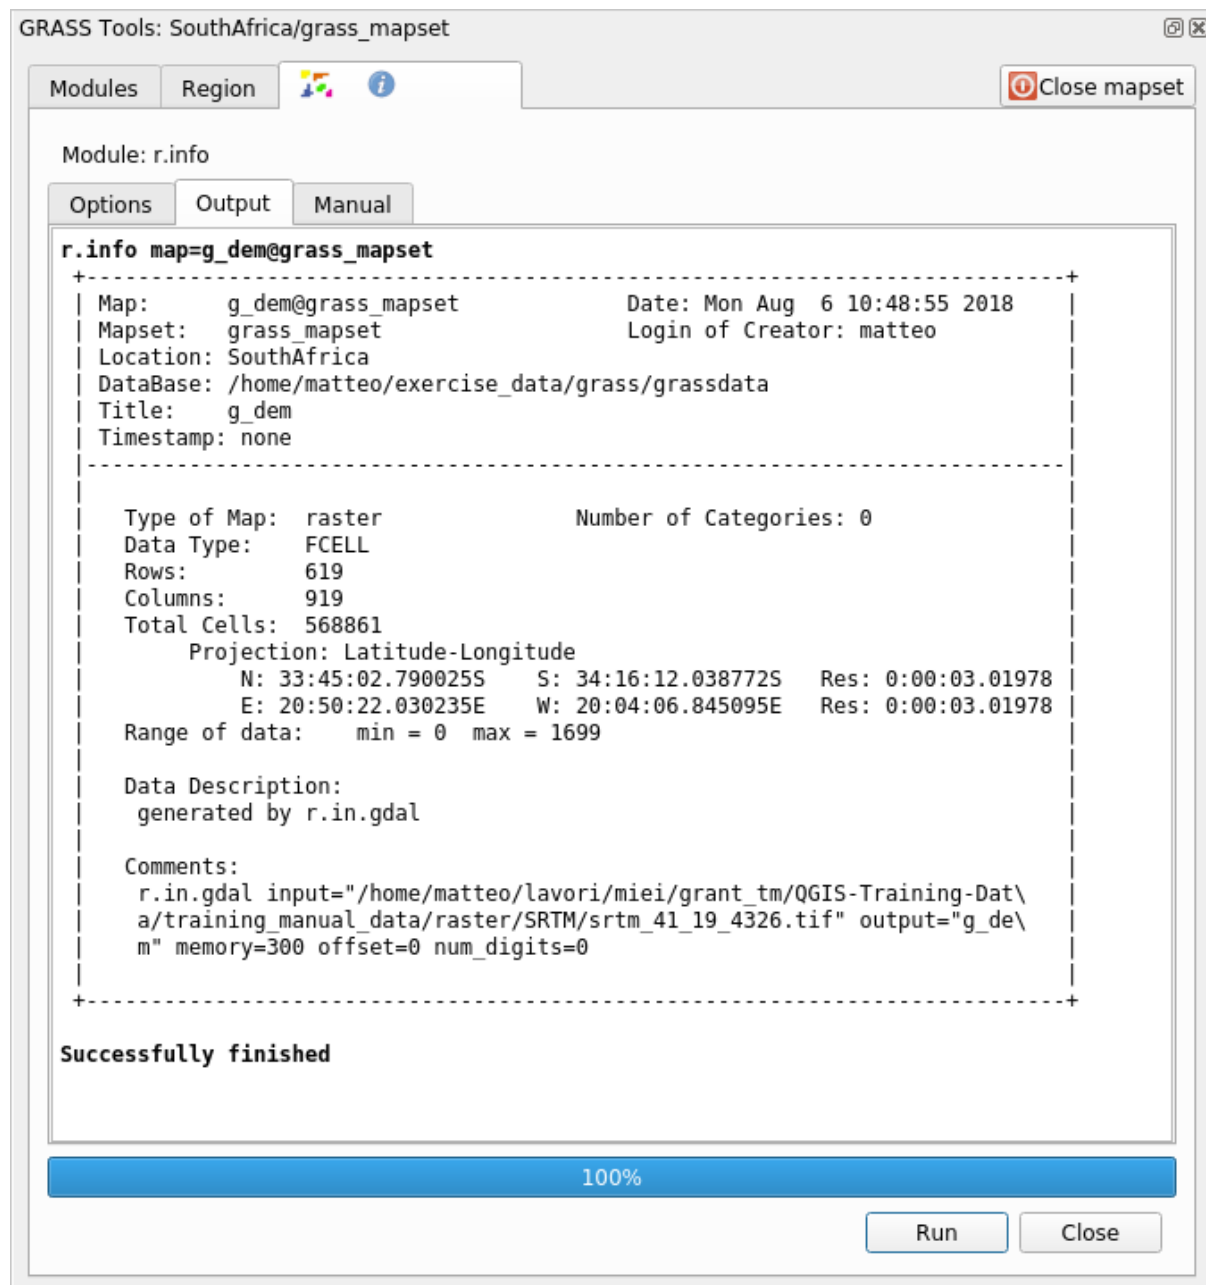 GRASS Tools: SouthAfrica/grass_mapset
Modules Region Close mapset
Module: r.info
Options Output Manual
r.info map=g_dem@grass_mapset
+----------------------------------------------------------------------------+
| Map:      g_dem@grass_mapset             Date: Mon Aug  6 10:48:55 2018    |
| Mapset:   grass_mapset                   Login of Creator: matteo          |
| Location: SouthAfrica                                                      |
| DataBase: /home/matteo/exercise_data/grass/grassdata                       |
| Title:    g_dem                                                            |
| Timestamp: none                                                            |
|----------------------------------------------------------------------------|
|                                                                            |
|   Type of Map:  raster               Number of Categories: 0               |
|   Data Type:    FCELL                                                      |
|   Rows:         619                                                        |
|   Columns:      919                                                        |
|   Total Cells:  568861                                                     |
|        Projection: Latitude-Longitude                                      |
|            N: 33:45:02.790025S    S: 34:16:12.038772S   Res: 0:00:03.01978 |
|            E: 20:50:22.030235E    W: 20:04:06.845095E   Res: 0:00:03.01978 |
|   Range of data:    min = 0  max = 1699                                    |
|                                                                            |
|   Data Description:                                                        |
|    generated by r.in.gdal                                                  |
|                                                                            |
|   Comments:                                                                |
|    r.in.gdal input="/home/matteo/lavori/miei/grant_tm/QGIS-Training-Dat\   |
|    a/training_manual_data/raster/SRTM/srtm_41_19_4326.tif" output="g_de\   |
|    m" memory=300 offset=0 num_digits=0                                     |
|                                                                            |
+----------------------------------------------------------------------------+
Successfully finished
100%
Run Close